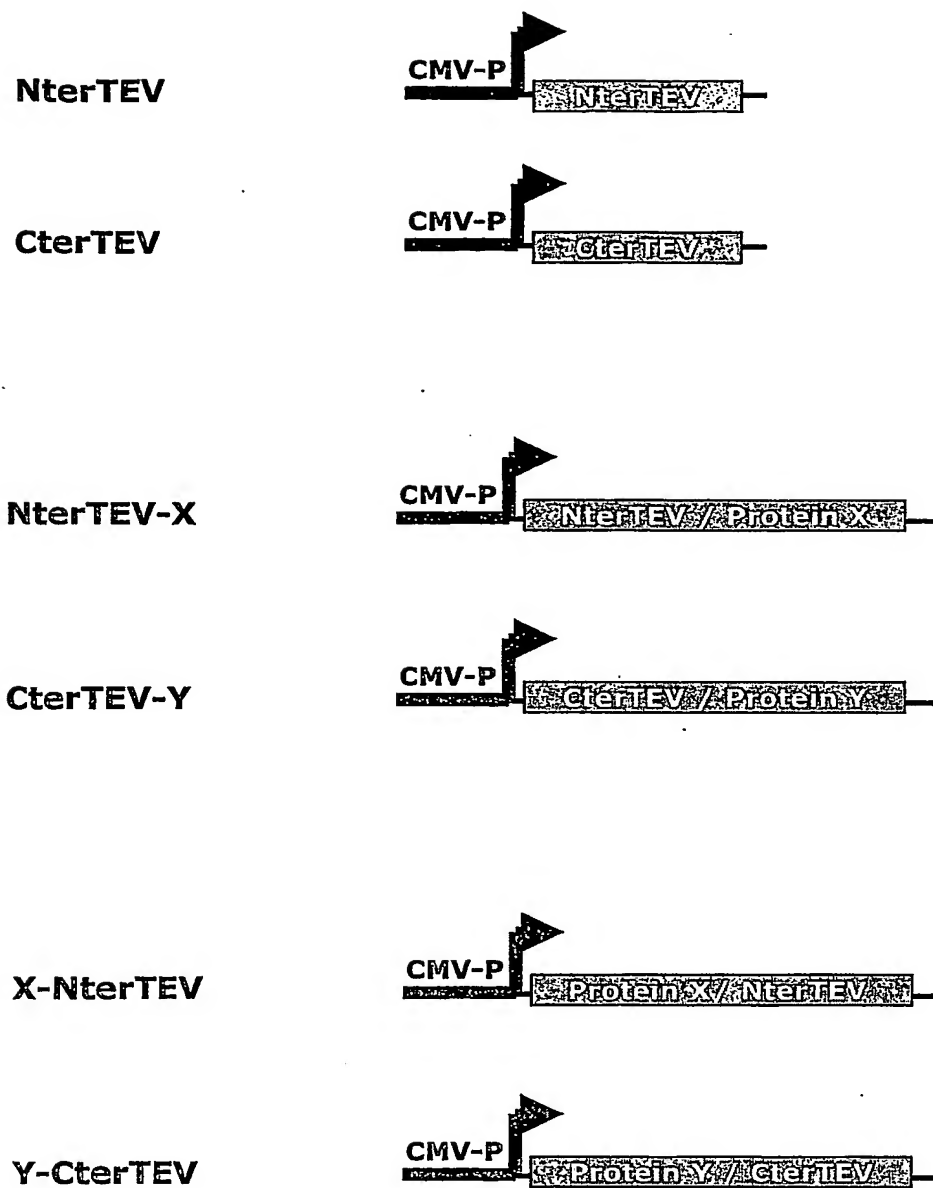 CMV-P
NterTEV
NterTEV
CMV-P
CterTEV
CterTEV
CMV-P
NterTEV-X
NterTEV / Protein X
CMV-P
CterTEV-Y
CterTEV / Protein Y
CMV-P
X-NterTEV
Protein X / NterTEV
CMV-P
Y-CterTEV
Protein Y / CterTEV